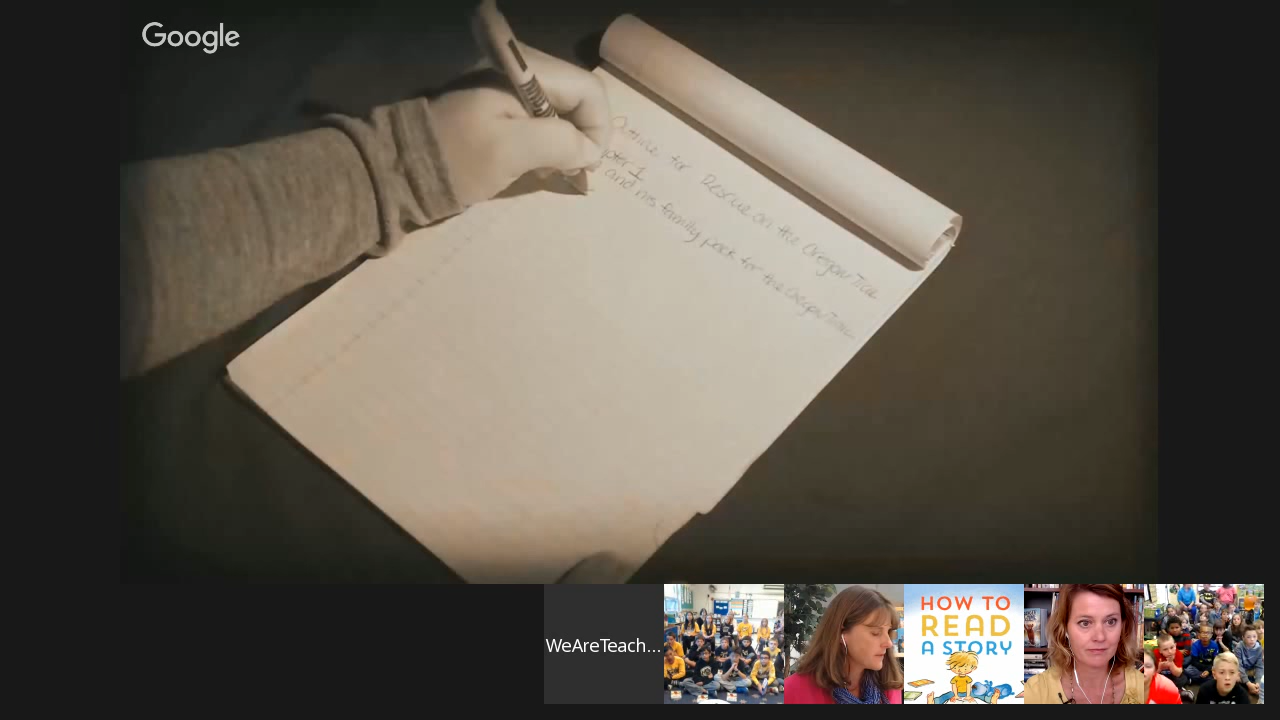 Google
Outline for Rescue on the Oregon Trail
pter 1
and his family pack for the Oregon Trail
WeAreTeach...
HOW TO
READ
A STORY